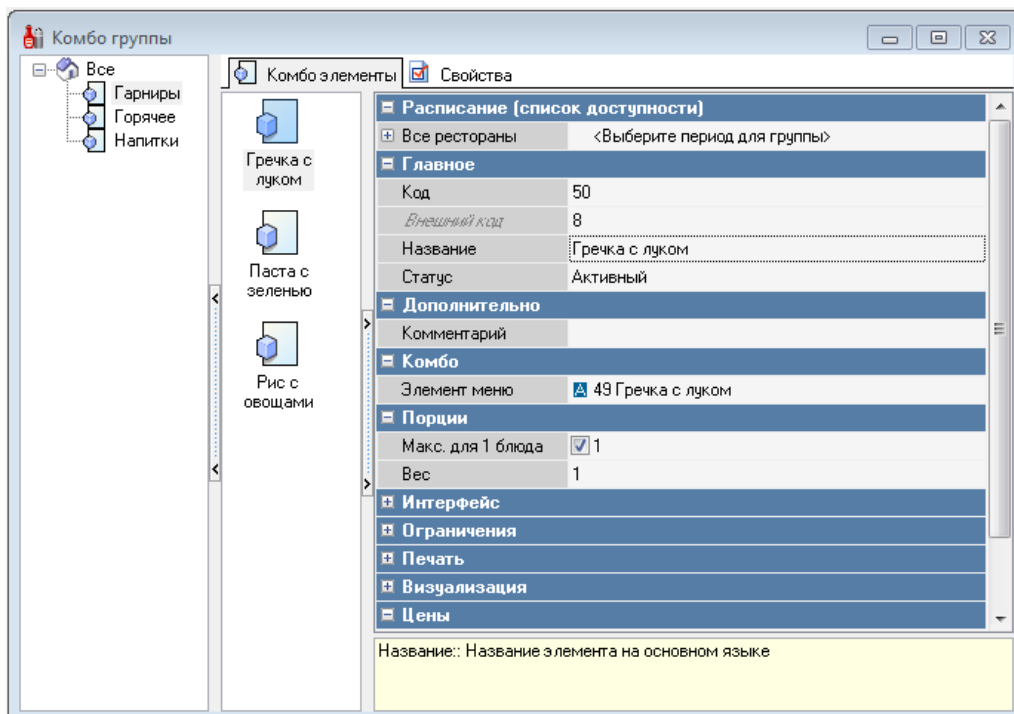 Комбо группы
Все
Гарниры
Горячее
Напитки
Комбо элементы
Свойства
Гречка с
луком
Паста с
зеленью
Рис с
овощами
Расписание (список доступности)
Все рестораны <Выберите период для группы>
Главное
Код 50
Внешний код 8
Название Гречка с луком
Статус Активный
Дополнительно
Комментарий
Комбо
Элемент меню A 49 Гречка с луком
Порции
Макс. для 1 блюда 1
Вес 1
Интерфейс
Ограничения
Печать
Визуализация
Цены
Название:: Название элемента на основном языке